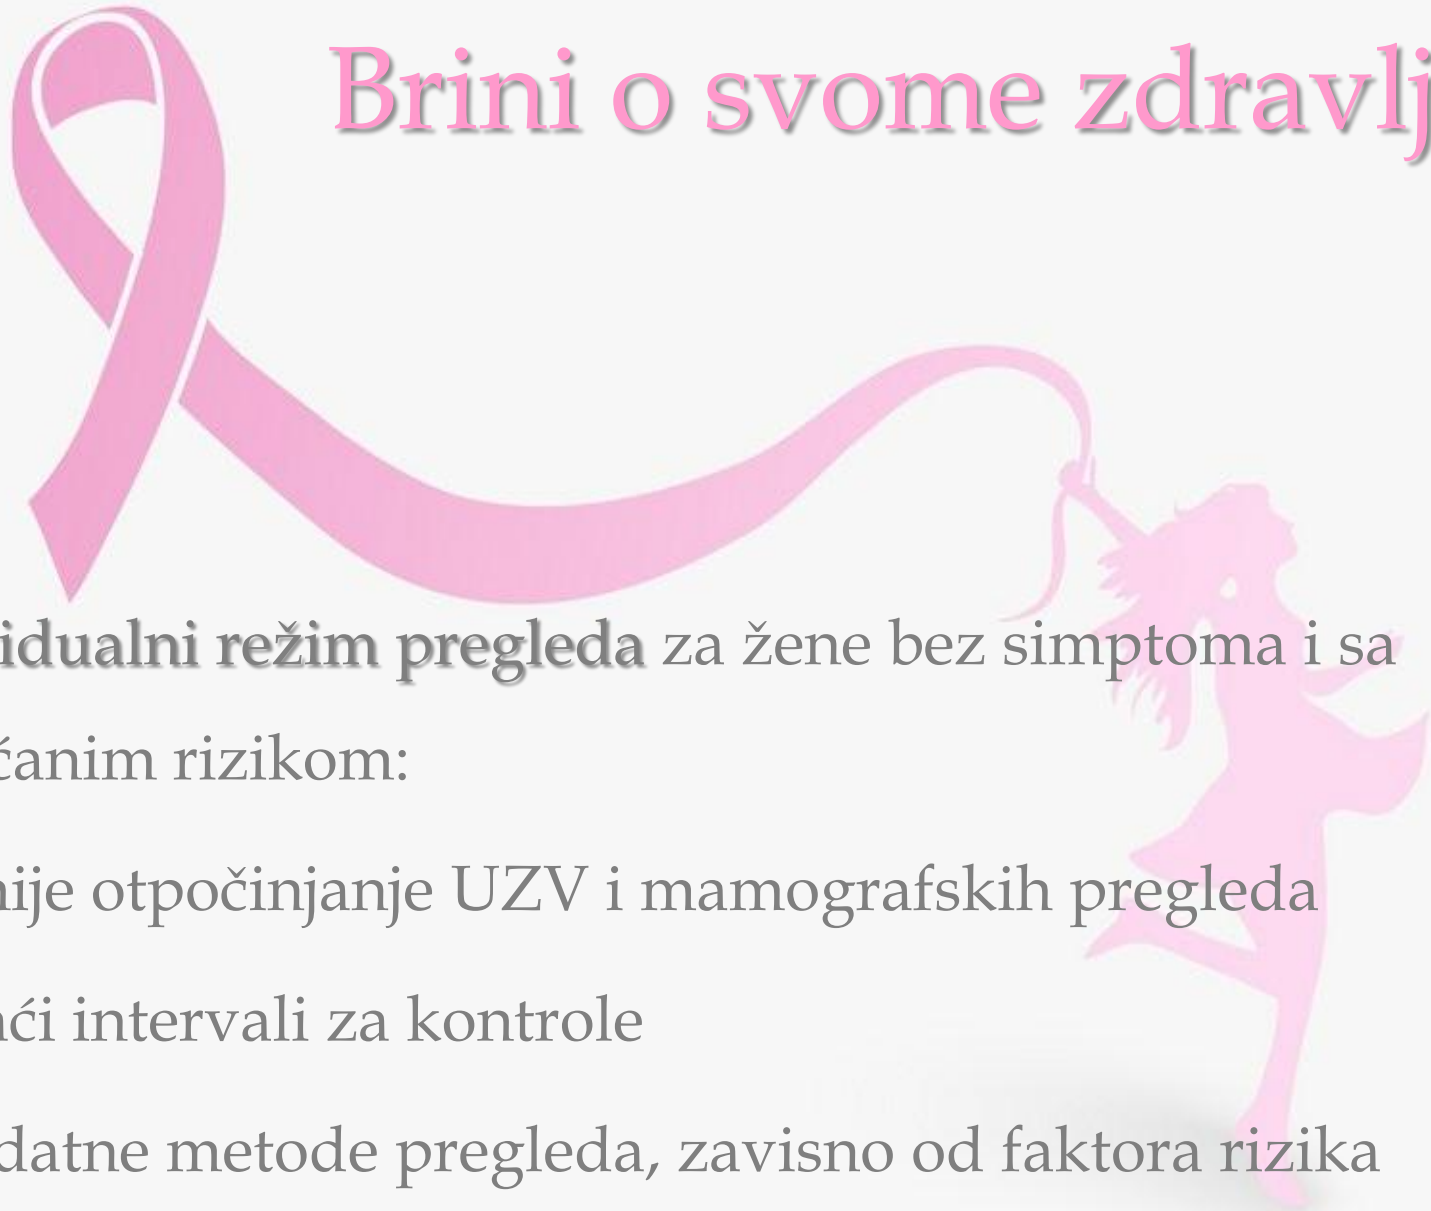 Brini o svome zdravlj
idualni režim pregleda za žene bez simptoma i sa
ćanim rizikom:
nije otpočinjanje UZV i mamografskih pregleda
ći intervali za kontrole
datne metode pregleda, zavisno od faktora rizika